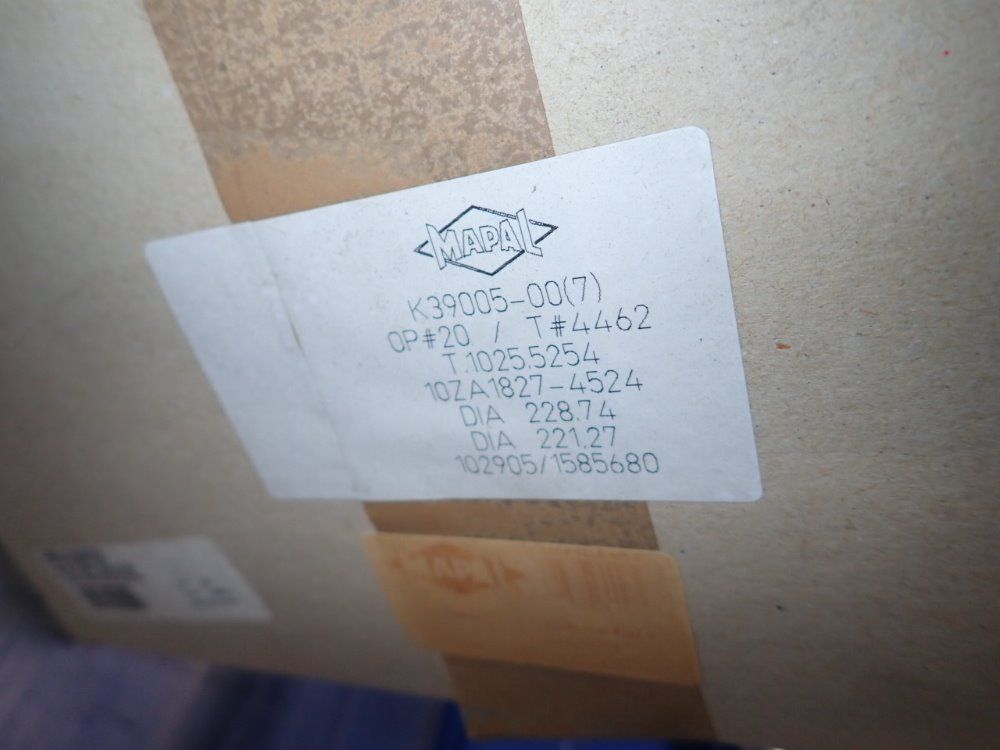 MAPAL
K39005-00(7)
OP#20 / T#4462
T.1025.5254
10ZA1827-4524
DIA 228.74
DIA 221.27
102905/1585680
MAPAL